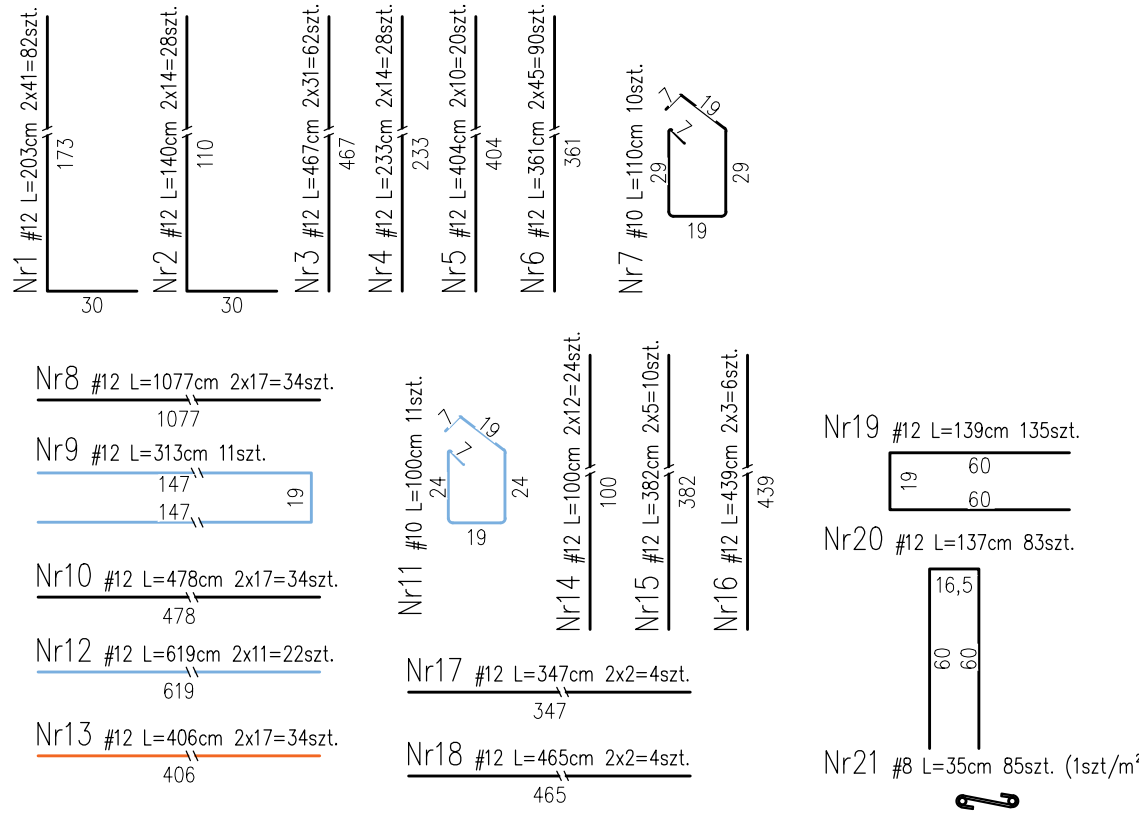 Nr1 #12 L=203cm 2x41=82szt.
173
30
Nr2 #12 L=140cm 2x14=28szt.
110
30
Nr3 #12 L=467cm 2x31=62szt.
467
Nr4 #12 L=233cm 2x14=28szt.
233
Nr5 #12 L=404cm 2x10=20szt.
404
Nr6 #12 L=361cm 2x45=90szt.
361
Nr7 #10 L=110cm 10szt.
7
19
7
29
29
19
Nr8 #12 L=1077cm 2x17=34szt.
1077
Nr9 #12 L=313cm 11szt.
147
19
147
Nr10 #12 L=478cm 2x17=34szt.
478
Nr12 #12 L=619cm 2x11=22szt.
619
Nr13 #12 L=406cm 2x17=34szt.
406
Nr11 #10 L=100cm 11szt.
7
19
7
24
24
19
Nr14 #12 L=100cm 2x12=24szt.
100
Nr15 #12 L=382cm 2x5=10szt.
382
Nr16 #12 L=439cm 2x3=6szt.
439
Nr17 #12 L=347cm 2x2=4szt.
347
Nr18 #12 L=465cm 2x2=4szt.
465
Nr19 #12 L=139cm 135szt.
60
19
60
Nr20 #12 L=137cm 83szt.
16,5
60 60
Nr21 #8 L=35cm 85szt. (1szt/m²